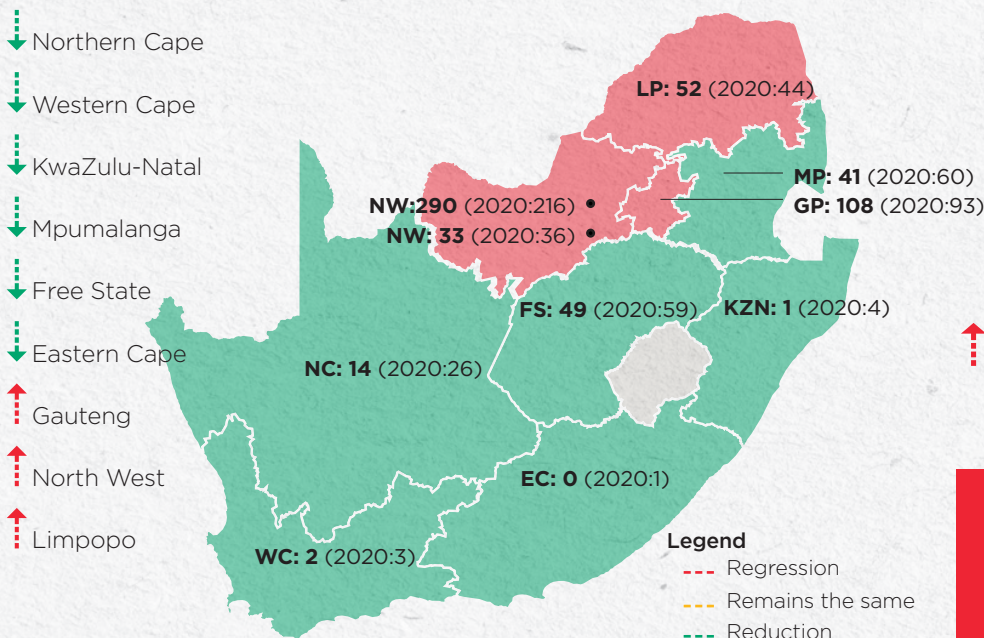 Northern Cape
Western Cape
KwaZulu-Natal
Mpumalanga
Free State
Eastern Cape
Gauteng
North West
Limpopo
LP: 52 (2020:44)
MP: 41 (2020:60)
GP: 108 (2020:93)
NW:290 (2020:216)
NW: 33 (2020:36)
FS: 49 (2020:59)
KZN: 1 (2020:4)
NC: 14 (2020:26)
EC: 0 (2020:1)
WC: 2 (2020:3)
Legend
Regression
Remains the same
Reduction